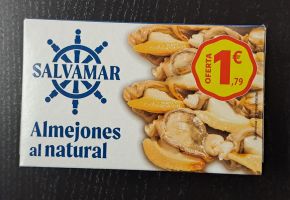 SALVAMAR
Almejones
al natural
OFERTA
1€
,79